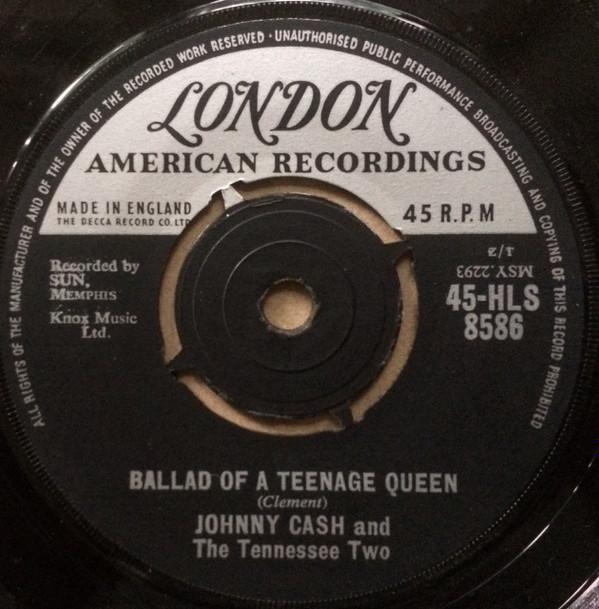 ALL RIGHTS OF THE MANUFACTURER AND OF THE OWNER OF THE RECORDED WORK RESERVED · UNAUTHORISED PUBLIC PERFORMANCE BROADCASTING AND COPYING OF THIS RECORD PROHIBITED
LONDON
AMERICAN RECORDINGS
MADE IN ENGLAND
THE DECCA RECORD CO. LTD
45 R.P.M
Recorded by
SUN,
MEMPHIS
Knox Music
Ltd.
1/2
MSY.2293
45-HLS
8586
BALLAD OF A TEENAGE QUEEN
(Clement)
JOHNNY CASH and
The Tennessee Two